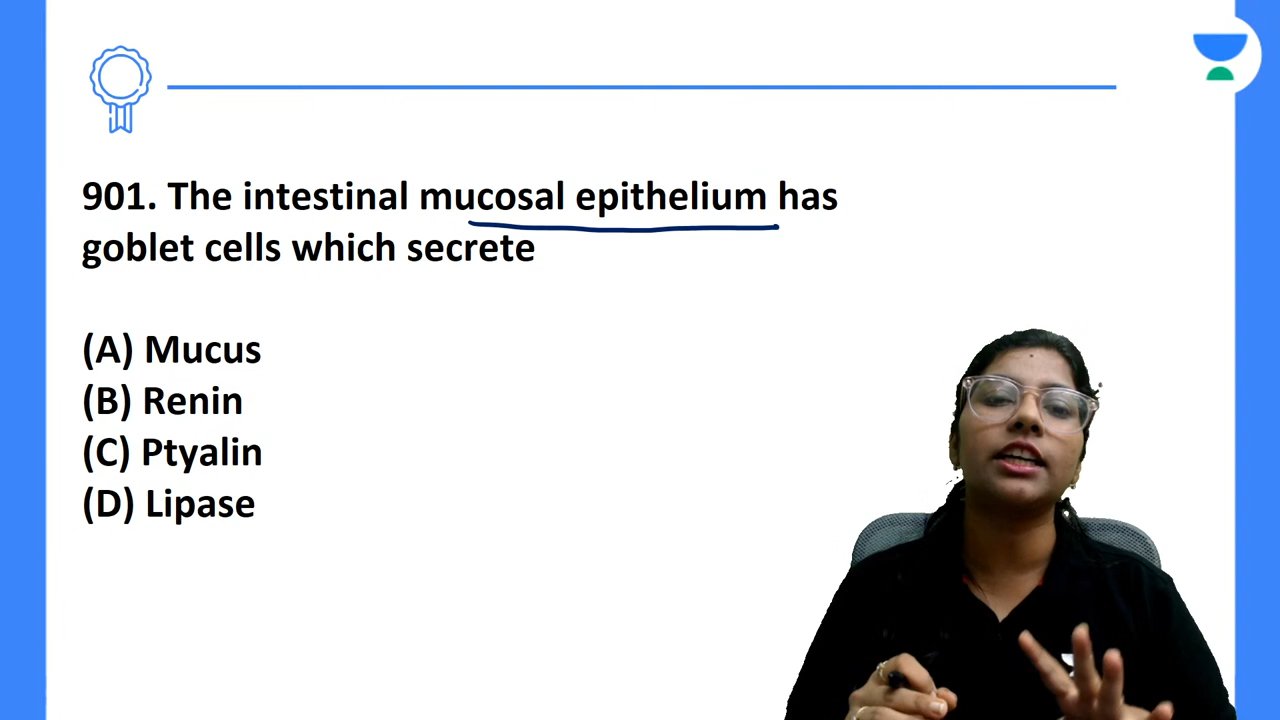 901. The intestinal mucosal epithelium has
goblet cells which secrete
(A) Mucus
(B) Renin
(C) Ptyalin
(D) Lipase